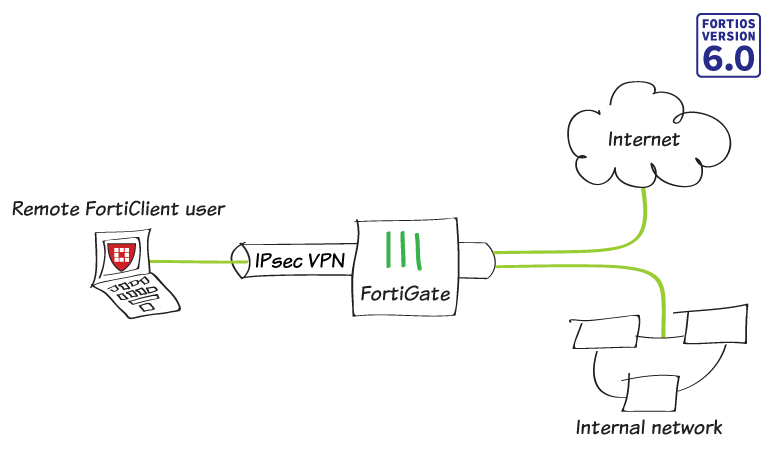 FORTIOS
VERSION
6.0
Internet
Remote FortiClient user
IPsec VPN
FortiGate
Internal network